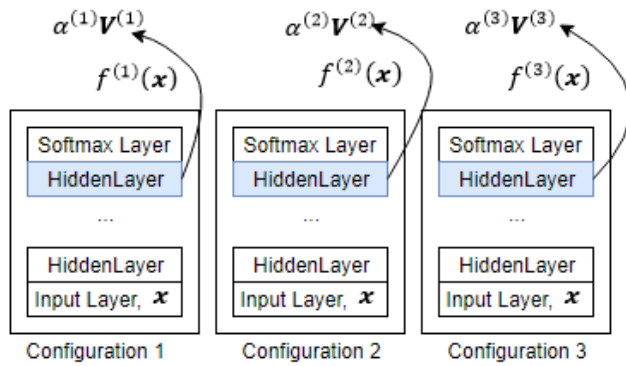 α⁽¹⁾V⁽¹⁾ α⁽²⁾V⁽²⁾ α⁽³⁾V⁽³⁾
f⁽¹⁾(x) f⁽²⁾(x) f⁽³⁾(x)
Softmax Layer Softmax Layer Softmax Layer
HiddenLayer HiddenLayer HiddenLayer
... ... ...
HiddenLayer HiddenLayer HiddenLayer
Input Layer, x Input Layer, x Input Layer, x
Configuration 1 Configuration 2 Configuration 3